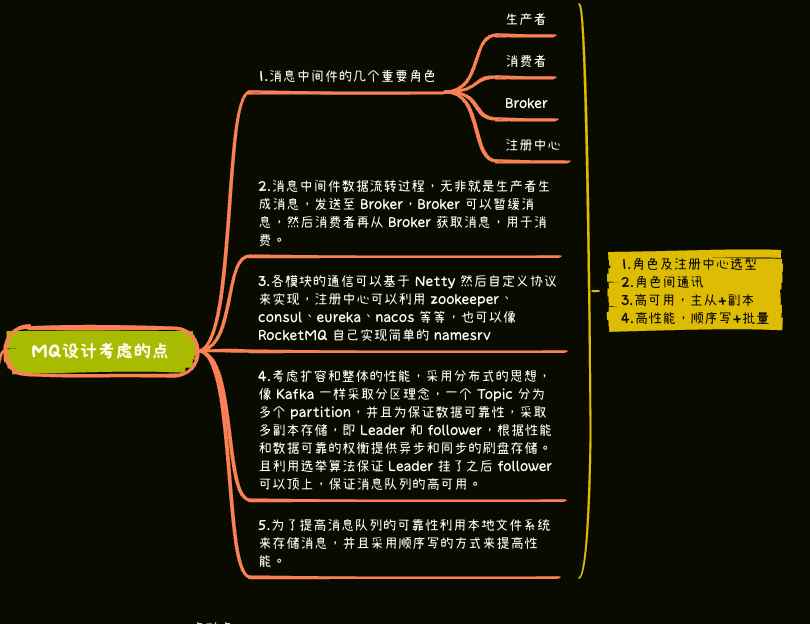 MQ设计考虑的点
1.消息中间件的几个重要角色
生产者
消费者
Broker
注册中心
2.消息中间件数据流转过程，无非就是生产者生
成消息，发送至 Broker，Broker 可以暂缓消
息，然后消费者再从 Broker 获取消息，用于消
费。
3.各模块的通信可以基于 Netty 然后自定义协议
来实现，注册中心可以利用 zookeeper、
consul、eureka、nacos 等等，也可以像
RocketMQ 自己实现简单的 namesrv
4.考虑扩容和整体的性能，采用分布式的思想，
像 Kafka 一样采取分区理念，一个 Topic 分为
多个 partition，并且为保证数据可靠性，采取
多副本存储，即 Leader 和 follower，根据性能
和数据可靠的权衡提供异步和同步的刷盘存储。
且利用选举算法保证 Leader 挂了之后 follower
可以顶上，保证消息队列的高可用。
5.为了提高消息队列的可靠性利用本地文件系统
来存储消息，并且采用顺序写的方式来提高性
能。
1.角色及注册中心选型
2.角色间通讯
3.高可用，主从+副本
4.高性能，顺序写+批量